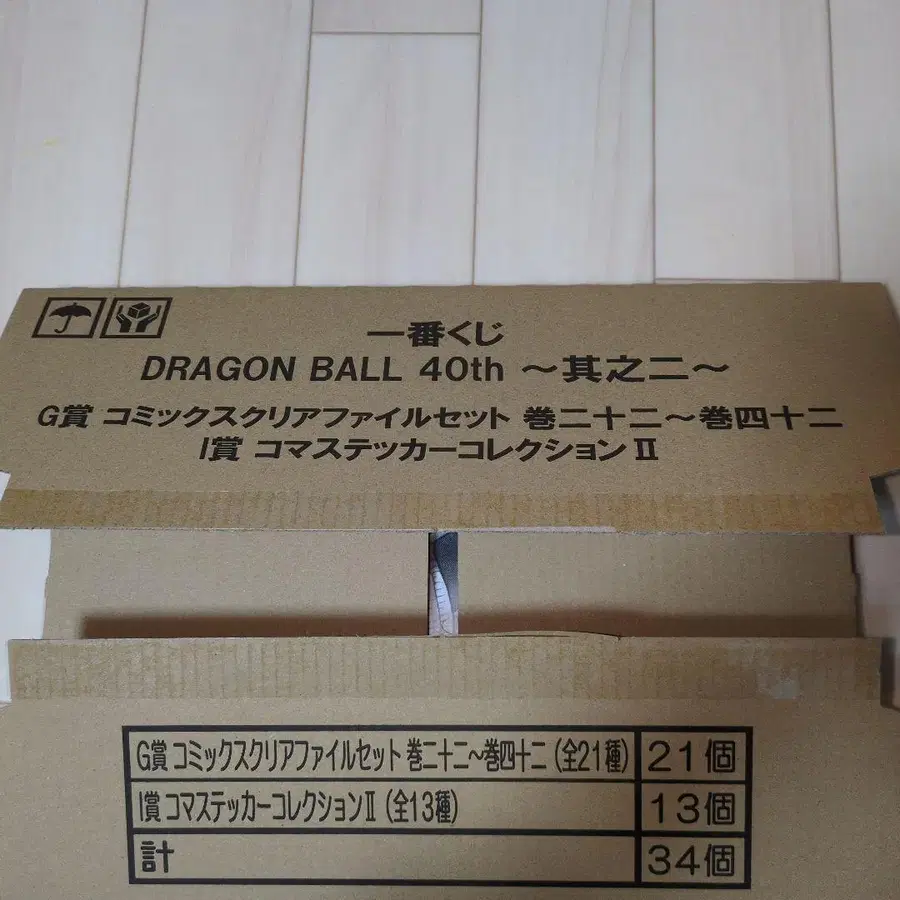 一番くじ
DRAGON BALL 40th ～其之二～
G賞 コミックスクリアファイルセット 巻二十二～巻四十二
I賞 コマステッカーコレクションⅡ
G賞 コミックスクリアファイルセット 巻二十二～巻四十二 (全21種) 21個
I賞 コマステッカーコレクションⅡ (全13種) 13個
計 34個